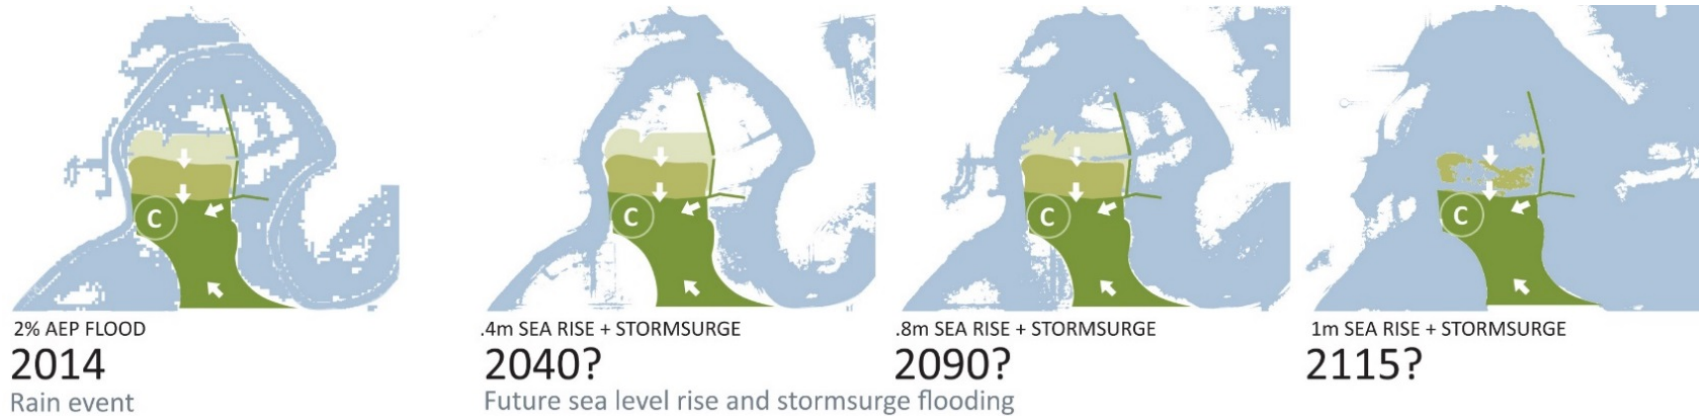 C
C
C
C
2% AEP FLOOD
2014
Rain event
.4m SEA RISE + STORMSURGE
2040?
Future sea level rise and stormsurge flooding
.8m SEA RISE + STORMSURGE
2090?
1m SEA RISE + STORMSURGE
2115?